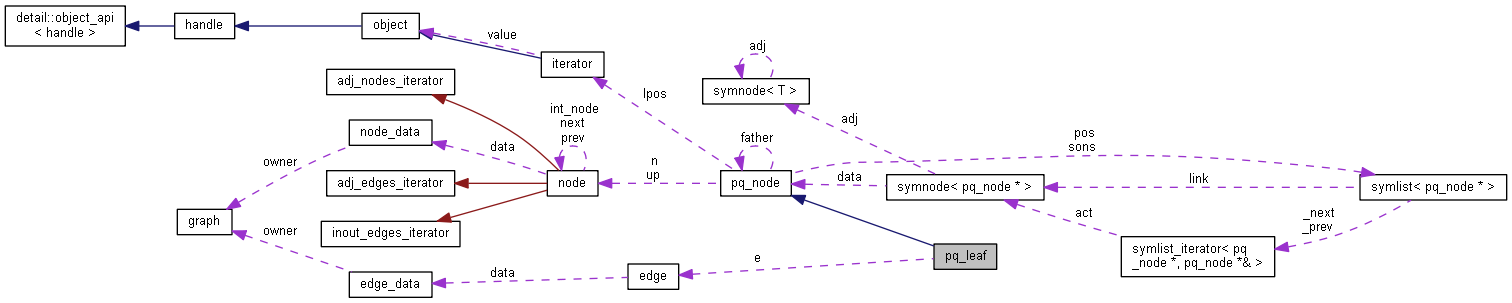 detail::object_api
< handle >
handle
object
value
iterator
adj
symnode< T >
adj_nodes_iterator
lpos
int_node
next
prev
node_data
data
owner
father
adj
pos
sons
adj_edges_iterator
node
n
up
pq_node
data
symnode< pq_node * >
link
symlist< pq_node * >
graph
inout_edges_iterator
act
_next
_prev
owner
symlist_iterator< pq
_node *, pq_node *& >
pq_leaf
e
edge
data
edge_data